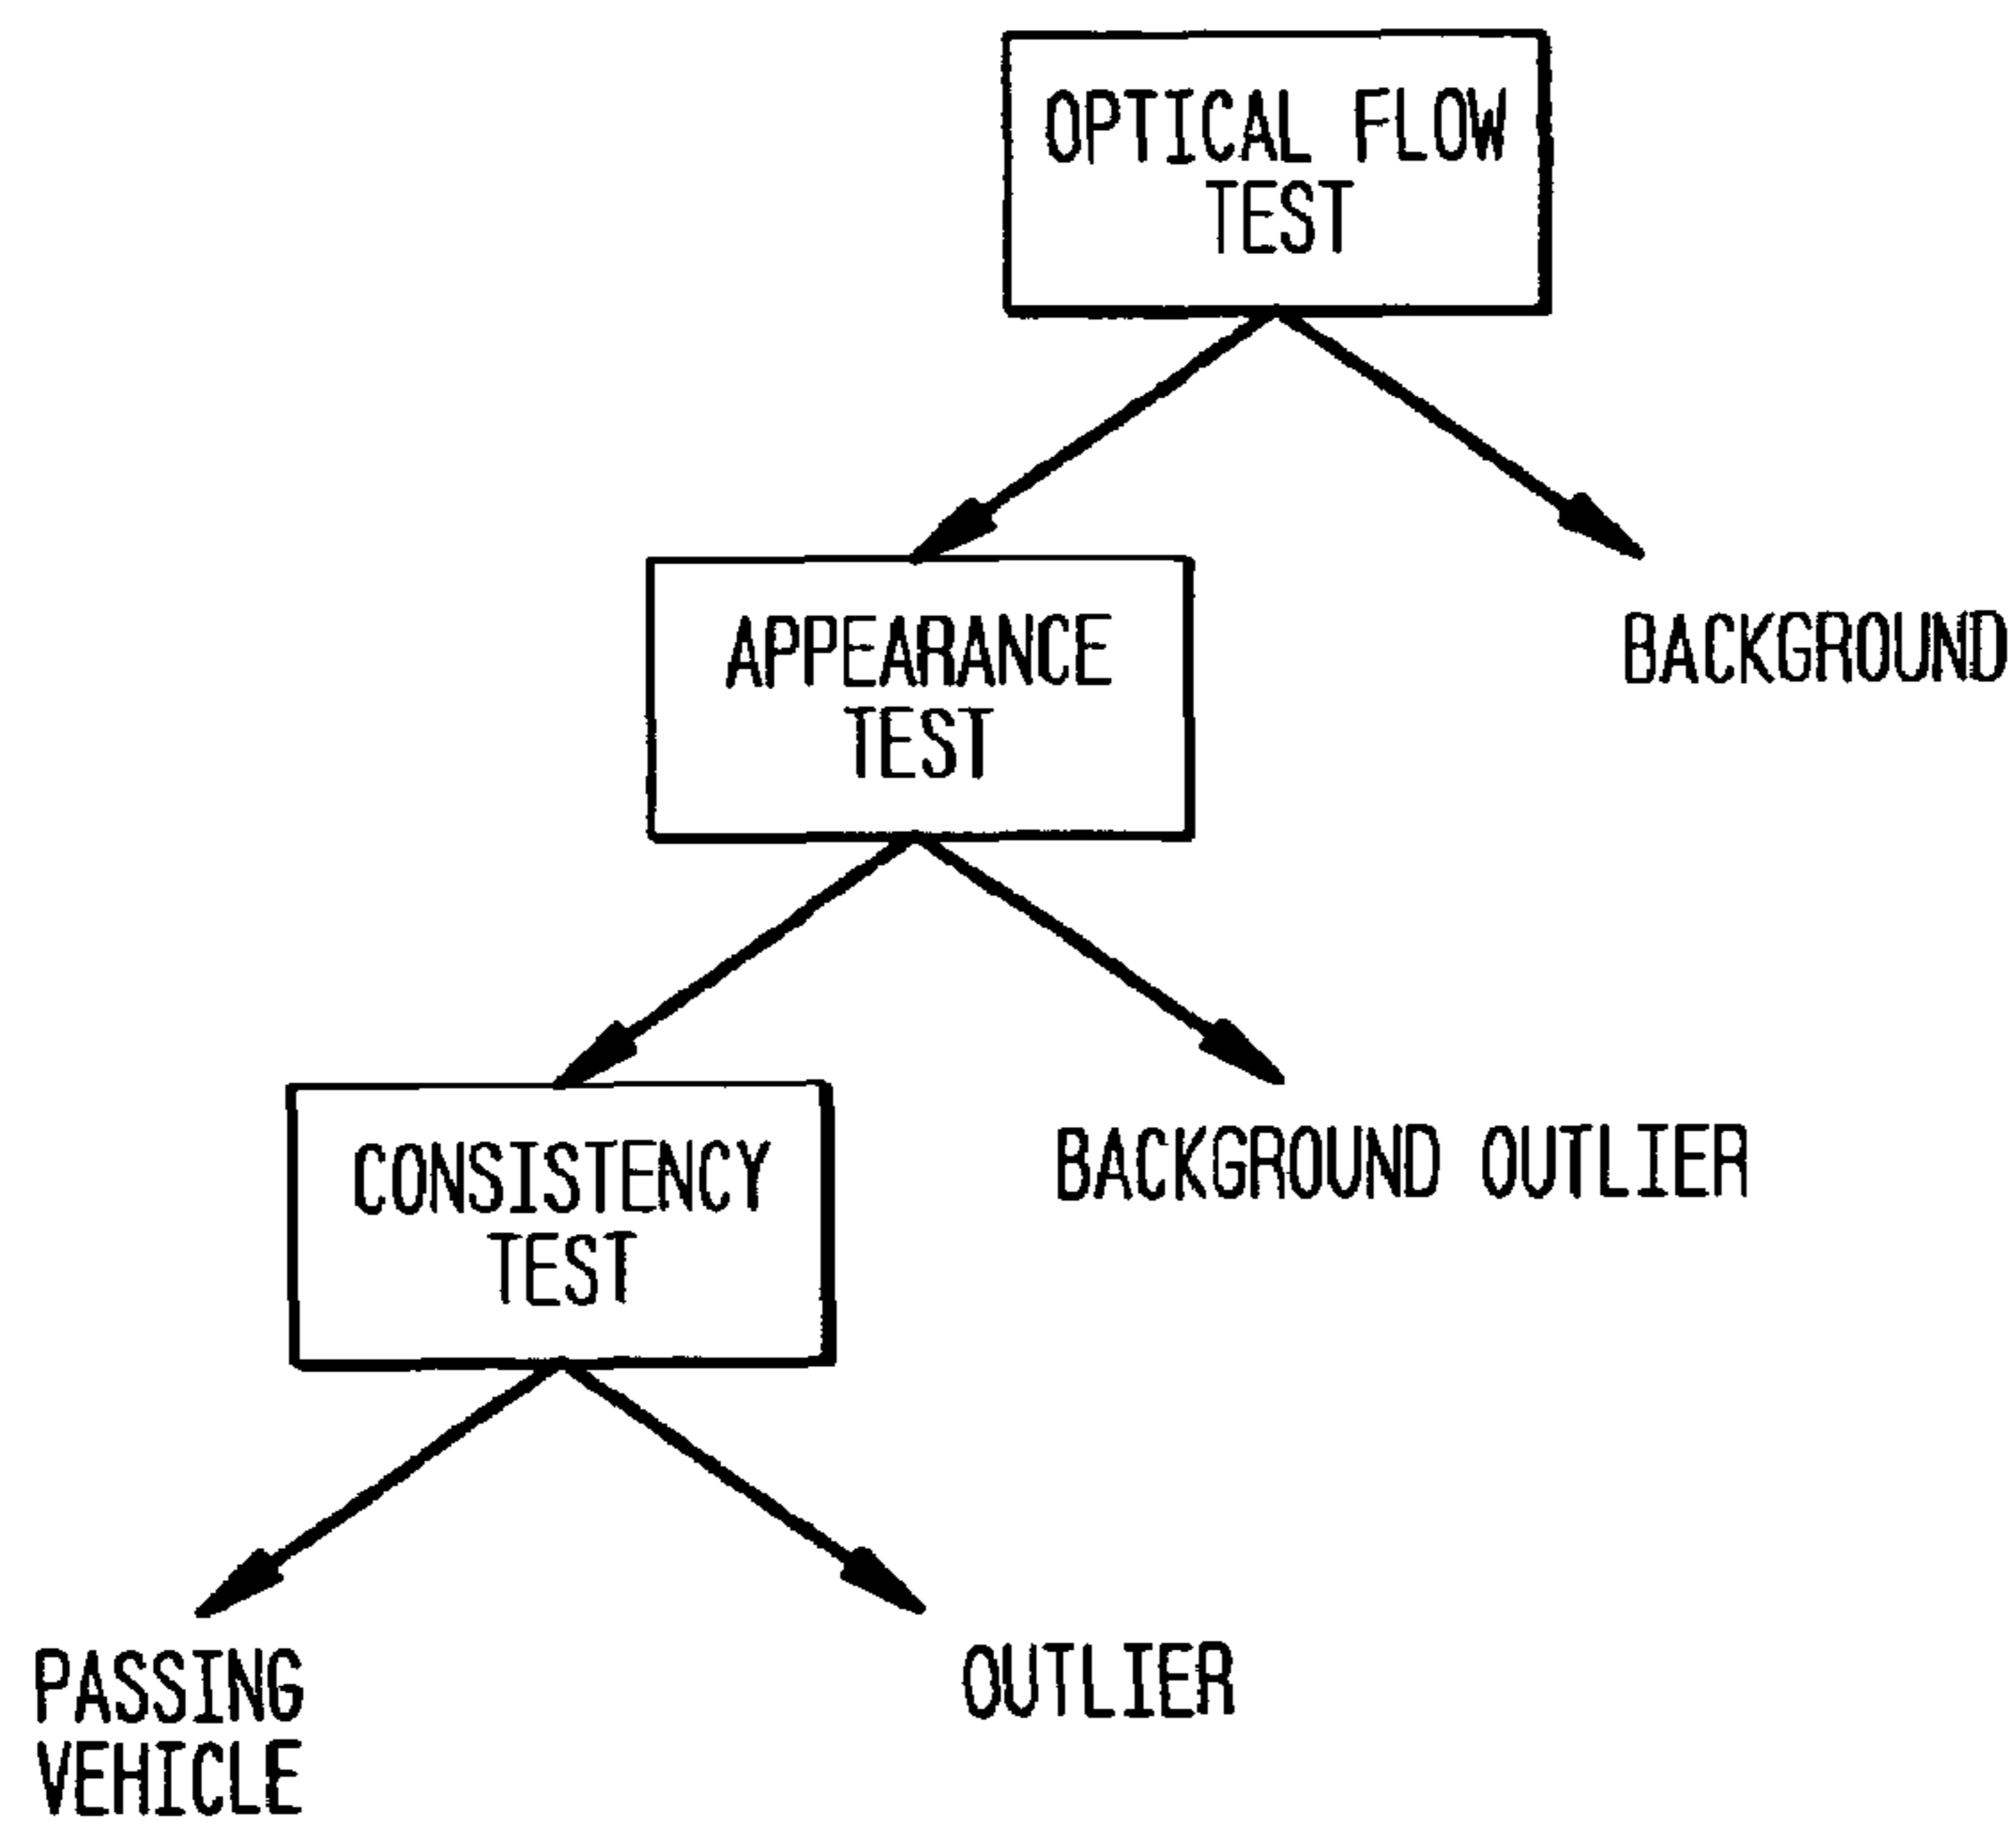 OPTICAL FLOW
TEST
APPEARANCE
TEST
BACKGROUND
CONSISTENCY
TEST
BACKGROUND OUTLIER
PASSING
VEHICLE
OUTLIER